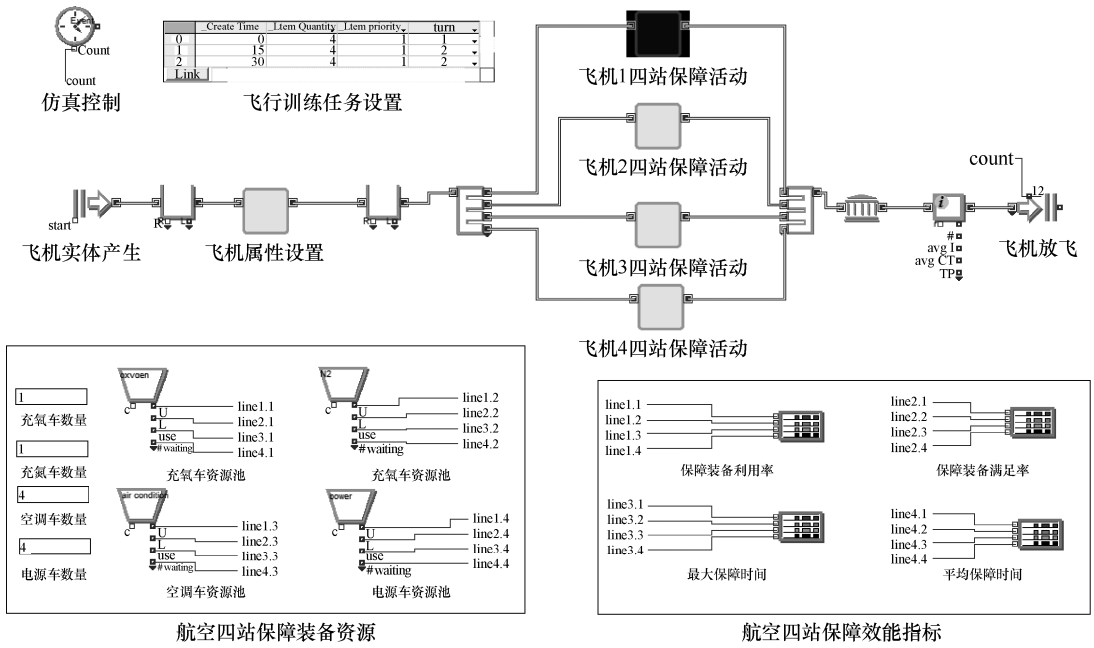 Event
Count
count
仿真控制
_Create Time _Ltem Quantity _Ltem priority turn
0 0 4 1 1
1 15 4 1 2
2 30 4 1 2
Link
飞行训练任务设置
飞机1四站保障活动
飞机2四站保障活动
飞机3四站保障活动
飞机4四站保障活动
start
飞机实体产生
R
飞机属性设置
R L
count
12
i
#
avg I
avg CT
TP
飞机放飞
1
充氧车数量
1
充氮车数量
4
空调车数量
4
电源车数量
oxvgen
c
U
L
use
#waiting
line1.1
line2.1
line3.1
line4.1
充氧车资源池
N2
c
U
L
use
#waiting
line1.2
line2.2
line3.2
line4.2
充氧车资源池
air condition
c
U
L
use
#waiting
line1.3
line2.3
line3.3
line4.3
空调车资源池
power
c
U
L
use
#waiting
line1.4
line2.4
line3.4
line4.4
电源车资源池
航空四站保障装备资源
line1.1
line1.2
line1.3
line1.4
保障装备利用率
line2.1
line2.2
line2.3
line2.4
保障装备满足率
line3.1
line3.2
line3.3
line3.4
最大保障时间
line4.1
line4.2
line4.3
line4.4
平均保障时间
航空四站保障效能指标